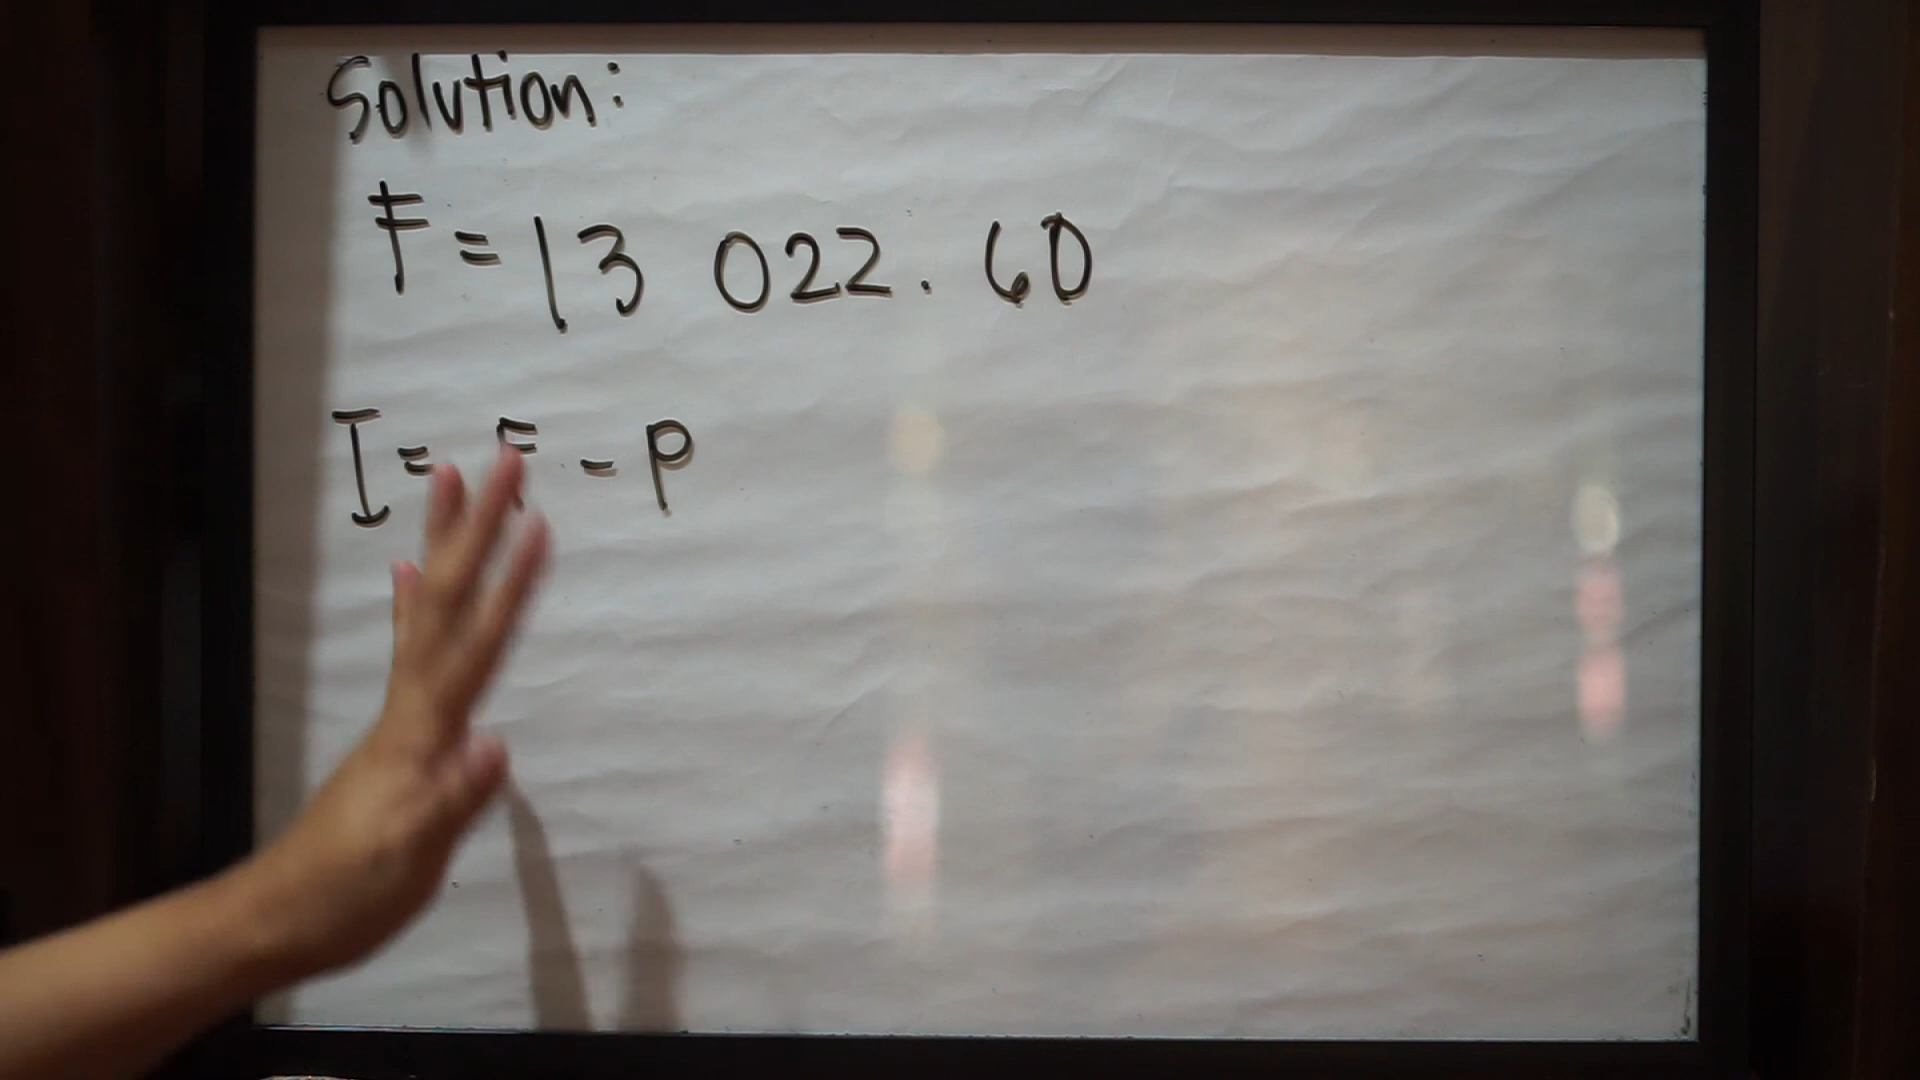 Solution:
F = 13 022.60
I = F - P